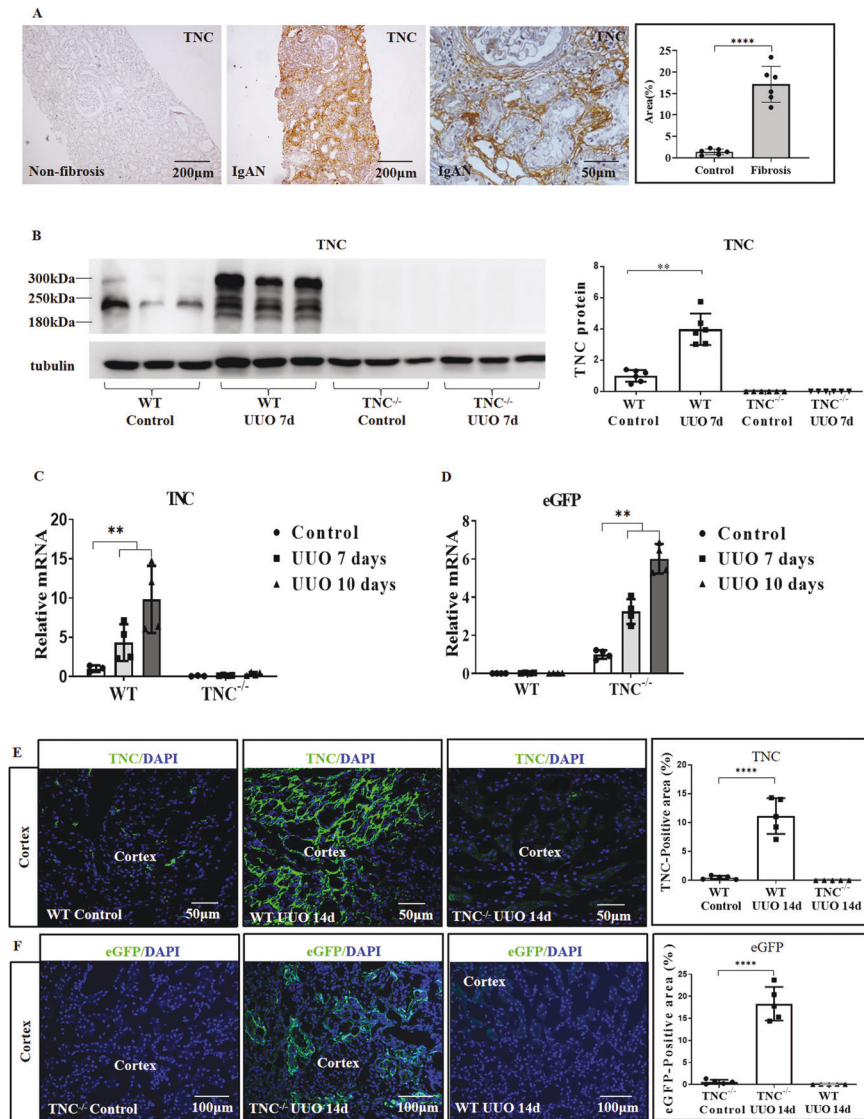 A
TNC
Non-fibrosis
200µm
TNC
IgAN
200µm
TNC
IgAN
50µm
****
Area(%)
25
20
15
10
5
0
Control Fibrosis
B
TNC
300kDa
250kDa
180kDa
tubulin
WT
Control
WT
UUO 7d
TNC-/-
Control
TNC-/-
UUO 7d
TNC
**
TNC protein
8
6
4
2
0
WT
Control
WT
UUO 7d
TNC-/-
Control
TNC-/-
UUO 7d
C
TNC
**
Relative mRNA
20
15
10
5
0
WT TNC-/-
Control
UUO 7 days
UUO 10 days
D
eGFP
**
Relative mRNA
8
6
4
2
0
WT TNC-/-
Control
UUO 7 days
UUO 10 days
E
Cortex
TNC/DAPI
Cortex
WT Control
50µm
TNC/DAPI
Cortex
WT UUO 14d
50µm
TNC/DAPI
Cortex
TNC-/- UUO 14d
50µm
TNC
****
TNC-Positive area (%)
20
15
10
5
0
WT
Control
WT
UUO 14d
TNC-/-
UUO 14d
F
Cortex
eGFP/DAPI
Cortex
TNC-/- Control
100µm
eGFP/DAPI
Cortex
TNC-/- UUO 14d
100µm
eGFP/DAPI
Cortex
WT UUO 14d
100µm
eGFP
****
eGFP-Positive area (%)
25
20
15
10
5
0
TNC-/-
Control
TNC-/-
UUO 14d
WT
UUO 14d